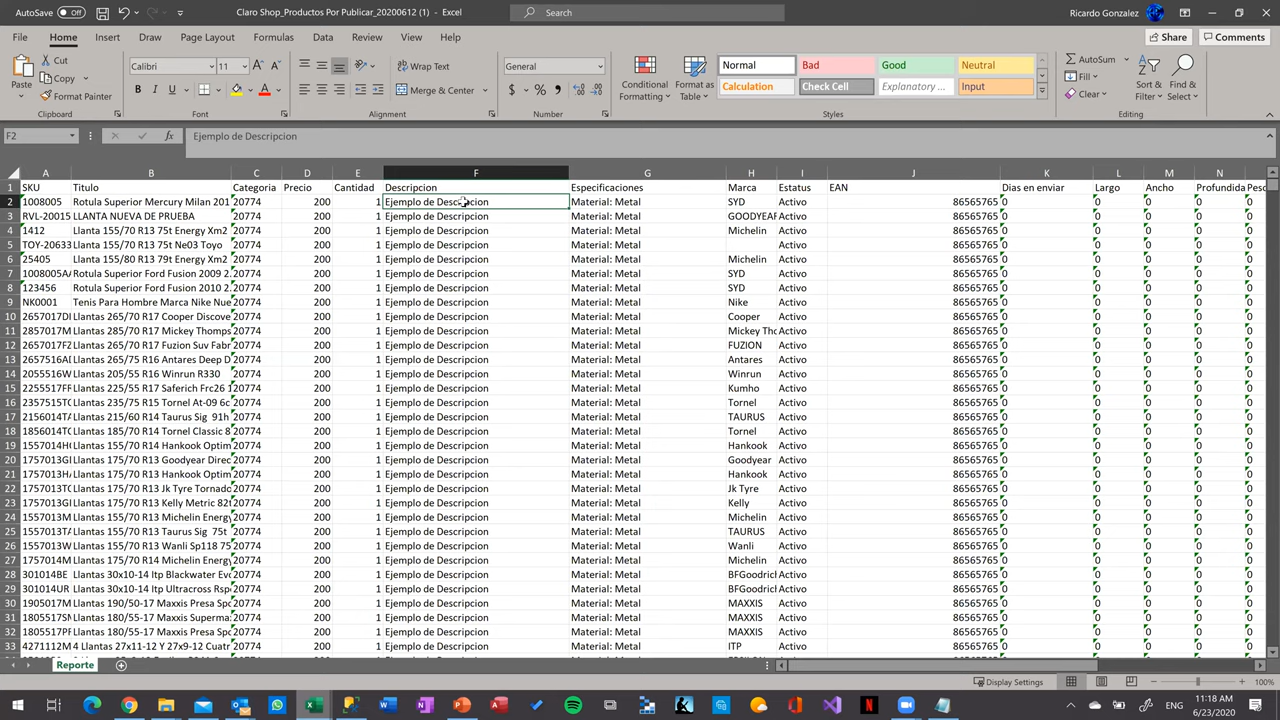 AutoSave Off Claro Shop_Productos Por Publicar_20200612 (1) - Excel Search Ricardo Gonzalez
File Home Insert Draw Page Layout Formulas Data Review View Help Share Comments
Paste Cut Copy Format Painter Calibri 11 Wrap Text Merge & Center General Conditional Formatting Format as Table Normal Bad Good Neutral Calculation Check Cell Explanatory ... Input AutoSum Fill Clear Sort & Filter Find & Select
Clipboard Font Alignment Number Styles Editing
F2 Ejemplo de Descripcion
A B C D E F G H I J K L M N
1 SKU Titulo Categoria Precio Cantidad Descripcion Especificaciones Marca Estatus EAN Dias en enviar Largo Ancho Profundida Peso
2 1008005 Rotula Superior Mercury Milan 201 20774 200 1 Ejemplo de Descripcion Material: Metal SYD Activo 86565765 0 0 0 0 0
3 RVL-20015 LLANTA NUEVA DE PRUEBA 20774 200 1 Ejemplo de Descripcion Material: Metal GOODYEAR Activo 86565765 0 0 0 0 0
4 1412 Llanta 155/70 R13 75t Energy Xm2 20774 200 1 Ejemplo de Descripcion Material: Metal Michelin Activo 86565765 0 0 0 0 0
5 TOY-20633 Llanta 155/70 R13 75t Ne03 Toyo 20774 200 1 Ejemplo de Descripcion Material: Metal Activo 86565765 0 0 0 0 0
6 25405 Llanta 155/80 R13 79t Energy Xm2 20774 200 1 Ejemplo de Descripcion Material: Metal Michelin Activo 86565765 0 0 0 0 0
7 1008005AA Rotula Superior Ford Fusion 2009 2. 20774 200 1 Ejemplo de Descripcion Material: Metal SYD Activo 86565765 0 0 0 0 0
8 123456 Rotula Superior Ford Fusion 2010 2. 20774 200 1 Ejemplo de Descripcion Material: Metal SYD Activo 86565765 0 0 0 0 0
9 NK0001 Tenis Para Hombre Marca Nike Nue 20774 200 1 Ejemplo de Descripcion Material: Metal Nike Activo 86565765 0 0 0 0 0
10 2657017DI Llantas 265/70 R17 Cooper Discove 20774 200 1 Ejemplo de Descripcion Material: Metal Cooper Activo 86565765 0 0 0 0 0
11 2857017M Llantas 285/70 R17 Mickey Thomps 20774 200 1 Ejemplo de Descripcion Material: Metal Mickey Tho Activo 86565765 0 0 0 0 0
12 2657017F2 Llantas 265/70 R17 Fuzion Suv Fabr 20774 200 1 Ejemplo de Descripcion Material: Metal FUZION Activo 86565765 0 0 0 0 0
13 2657516AD Llantas 265/75 R16 Antares Deep D 20774 200 1 Ejemplo de Descripcion Material: Metal Antares Activo 86565765 0 0 0 0 0
14 2055516W Llantas 205/55 R16 Winrun R330 20774 200 1 Ejemplo de Descripcion Material: Metal Winrun Activo 86565765 0 0 0 0 0
15 2255517FF Llantas 225/55 R17 Saferich Frc26 1 20774 200 1 Ejemplo de Descripcion Material: Metal Kumho Activo 86565765 0 0 0 0 0
16 2357515TC Llantas 235/75 R15 Tornel At-09 6c 20774 200 1 Ejemplo de Descripcion Material: Metal Tornel Activo 86565765 0 0 0 0 0
17 2156014TA Llantas 215/60 R14 Taurus Sig 91h 20774 200 1 Ejemplo de Descripcion Material: Metal TAURUS Activo 86565765 0 0 0 0 0
18 1856014TC Llantas 185/60 R14 Tornel Classic 8 20774 200 1 Ejemplo de Descripcion Material: Metal Tornel Activo 86565765 0 0 0 0 0
19 1557014HC Llantas 155/70 R14 Hankook Optim 20774 200 1 Ejemplo de Descripcion Material: Metal Hankook Activo 86565765 0 0 0 0 0
20 1757013GI Llantas 175/70 R13 Goodyear Direc 20774 200 1 Ejemplo de Descripcion Material: Metal Goodyear Activo 86565765 0 0 0 0 0
21 1757013HA Llantas 175/70 R13 Hankook Optim 20774 200 1 Ejemplo de Descripcion Material: Metal Hankook Activo 86565765 0 0 0 0 0
22 1757013TC Llantas 175/70 R13 Jk Tyre Tornado 20774 200 1 Ejemplo de Descripcion Material: Metal Jk Tyre Activo 86565765 0 0 0 0 0
23 1757013GI Llantas 175/70 R13 Kelly Metric 82t 20774 200 1 Ejemplo de Descripcion Material: Metal Kelly Activo 86565765 0 0 0 0 0
24 1557013M Llantas 155/70 R13 Michelin Energy 20774 200 1 Ejemplo de Descripcion Material: Metal Michelin Activo 86565765 0 0 0 0 0
25 1557013TA Llantas 155/70 R13 Taurus Sig 75t 20774 200 1 Ejemplo de Descripcion Material: Metal TAURUS Activo 86565765 0 0 0 0 0
26 1557013W Llantas 155/70 R13 Wanli Sp118 75 20774 200 1 Ejemplo de Descripcion Material: Metal Wanli Activo 86565765 0 0 0 0 0
27 1757014M Llantas 175/70 R14 Michelin Energy 20774 200 1 Ejemplo de Descripcion Material: Metal Michelin Activo 86565765 0 0 0 0 0
28 301014BE Llantas 30x10-14 Itp Blackwater Evo 20774 200 1 Ejemplo de Descripcion Material: Metal BFGoodrich Activo 86565765 0 0 0 0 0
29 301014UR Llantas 30x10-14 Itp Ultracross Rsp 20774 200 1 Ejemplo de Descripcion Material: Metal BFGoodrich Activo 86565765 0 0 0 0 0
30 1905017M Llantas 190/50-17 Maxxis Presa Spo 20774 200 1 Ejemplo de Descripcion Material: Metal MAXXIS Activo 86565765 0 0 0 0 0
31 1805517SM Llantas 180/55-17 Maxxis Superma 20774 200 1 Ejemplo de Descripcion Material: Metal MAXXIS Activo 86565765 0 0 0 0 0
32 1805517PF Llantas 180/55-17 Maxxis Presa Spo 20774 200 1 Ejemplo de Descripcion Material: Metal MAXXIS Activo 86565765 0 0 0 0 0
33 4271112M 4 Llantas 27x11-12 Y 27x9-12 Cuatr 20774 200 1 Ejemplo de Descripcion Material: Metal ITP Activo 86565765 0 0 0 0 0
Reporte
Display Settings 100%
11:18 AM
6/23/2020